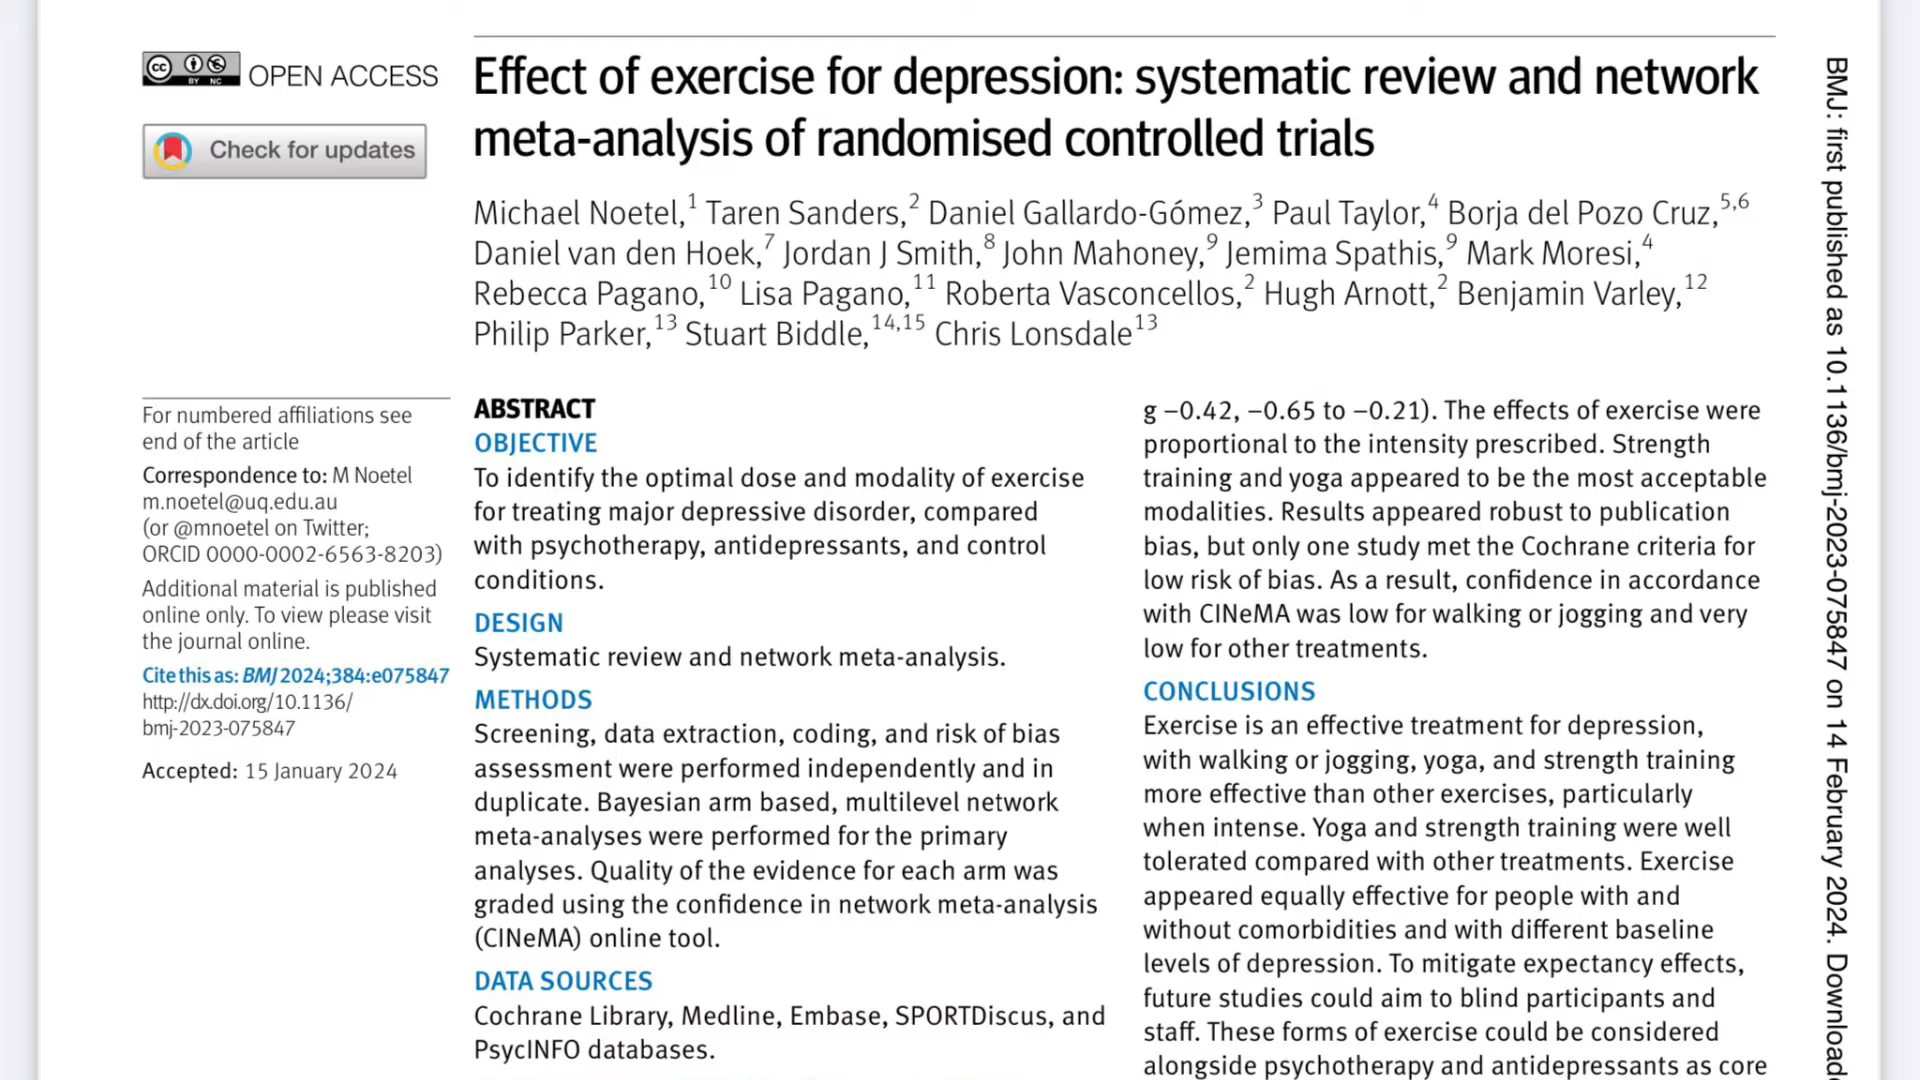 OPEN ACCESS
Check for updates
Effect of exercise for depression: systematic review and network
meta-analysis of randomised controlled trials
Michael Noetel,1 Taren Sanders,2 Daniel Gallardo-Gómez,3 Paul Taylor,4 Borja del Pozo Cruz,5,6
Daniel van den Hoek,7 Jordan J Smith,8 John Mahoney,9 Jemima Spathis,9 Mark Moresi,4
Rebecca Pagano,10 Lisa Pagano,11 Roberta Vasconcellos,2 Hugh Arnott,2 Benjamin Varley,12
Philip Parker,13 Stuart Biddle,14,15 Chris Lonsdale13
For numbered affiliations see
end of the article
Correspondence to: M Noetel
m.noetel@uq.edu.au
(or @mnoetel on Twitter;
ORCID 0000-0002-6563-8203)
Additional material is published
online only. To view please visit
the journal online.
Cite this as: BMJ 2024;384:e075847
http://dx.doi.org/10.1136/
bmj-2023-075847
Accepted: 15 January 2024
ABSTRACT
OBJECTIVE
To identify the optimal dose and modality of exercise
for treating major depressive disorder, compared
with psychotherapy, antidepressants, and control
conditions.
DESIGN
Systematic review and network meta-analysis.
METHODS
Screening, data extraction, coding, and risk of bias
assessment were performed independently and in
duplicate. Bayesian arm based, multilevel network
meta-analyses were performed for the primary
analyses. Quality of the evidence for each arm was
graded using the confidence in network meta-analysis
(CINeMA) online tool.
DATA SOURCES
Cochrane Library, Medline, Embase, SPORTDiscus, and
PsycINFO databases.
g −0.42, −0.65 to −0.21). The effects of exercise were
proportional to the intensity prescribed. Strength
training and yoga appeared to be the most acceptable
modalities. Results appeared robust to publication
bias, but only one study met the Cochrane criteria for
low risk of bias. As a result, confidence in accordance
with CINeMA was low for walking or jogging and very
low for other treatments.
CONCLUSIONS
Exercise is an effective treatment for depression,
with walking or jogging, yoga, and strength training
more effective than other exercises, particularly
when intense. Yoga and strength training were well
tolerated compared with other treatments. Exercise
appeared equally effective for people with and
without comorbidities and with different baseline
levels of depression. To mitigate expectancy effects,
future studies could aim to blind participants and
staff. These forms of exercise could be considered
alongside psychotherapy and antidepressants as core
BMJ: first published as 10.1136/bmj-2023-075847 on 14 February 2024. Download
CC BY NC